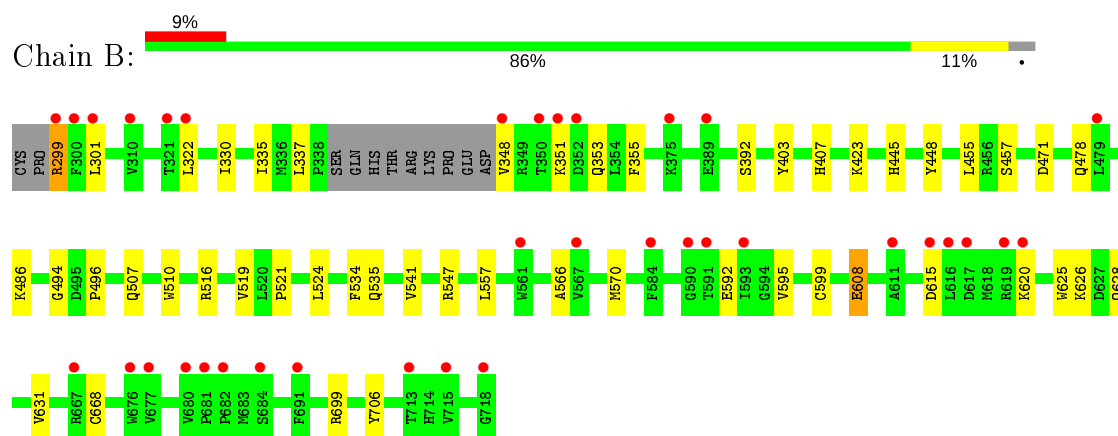 9%
Chain B:
86% 11% •
CYS PRO R299 F300 L301 V310 T321 L322 I330 I335 M336 L337 P338 SER GLN HIS THR ARG LYS PRO GLU ASP V348 R349 T350 K351 D352 Q353 L354 F355 K375 E389 S392 Y403 H407 K423 H445 Y448 L455 R456 S457 D471 Q478 L479
K486 G494 D495 P496 Q507 W510 R516 V519 L520 P521 L524 F534 Q535 V541 R547 L557 W561 A566 V567 M570 F584 G590 T591 E592 I593 G594 V595 C599 E608 A611 D615 L616 D617 M618 R619 K620 W625 K626 D627
V631 R667 C668 W676 V677 V680 P681 P682 M683 S684 F691 R699 Y706 T713 H714 V715 G718